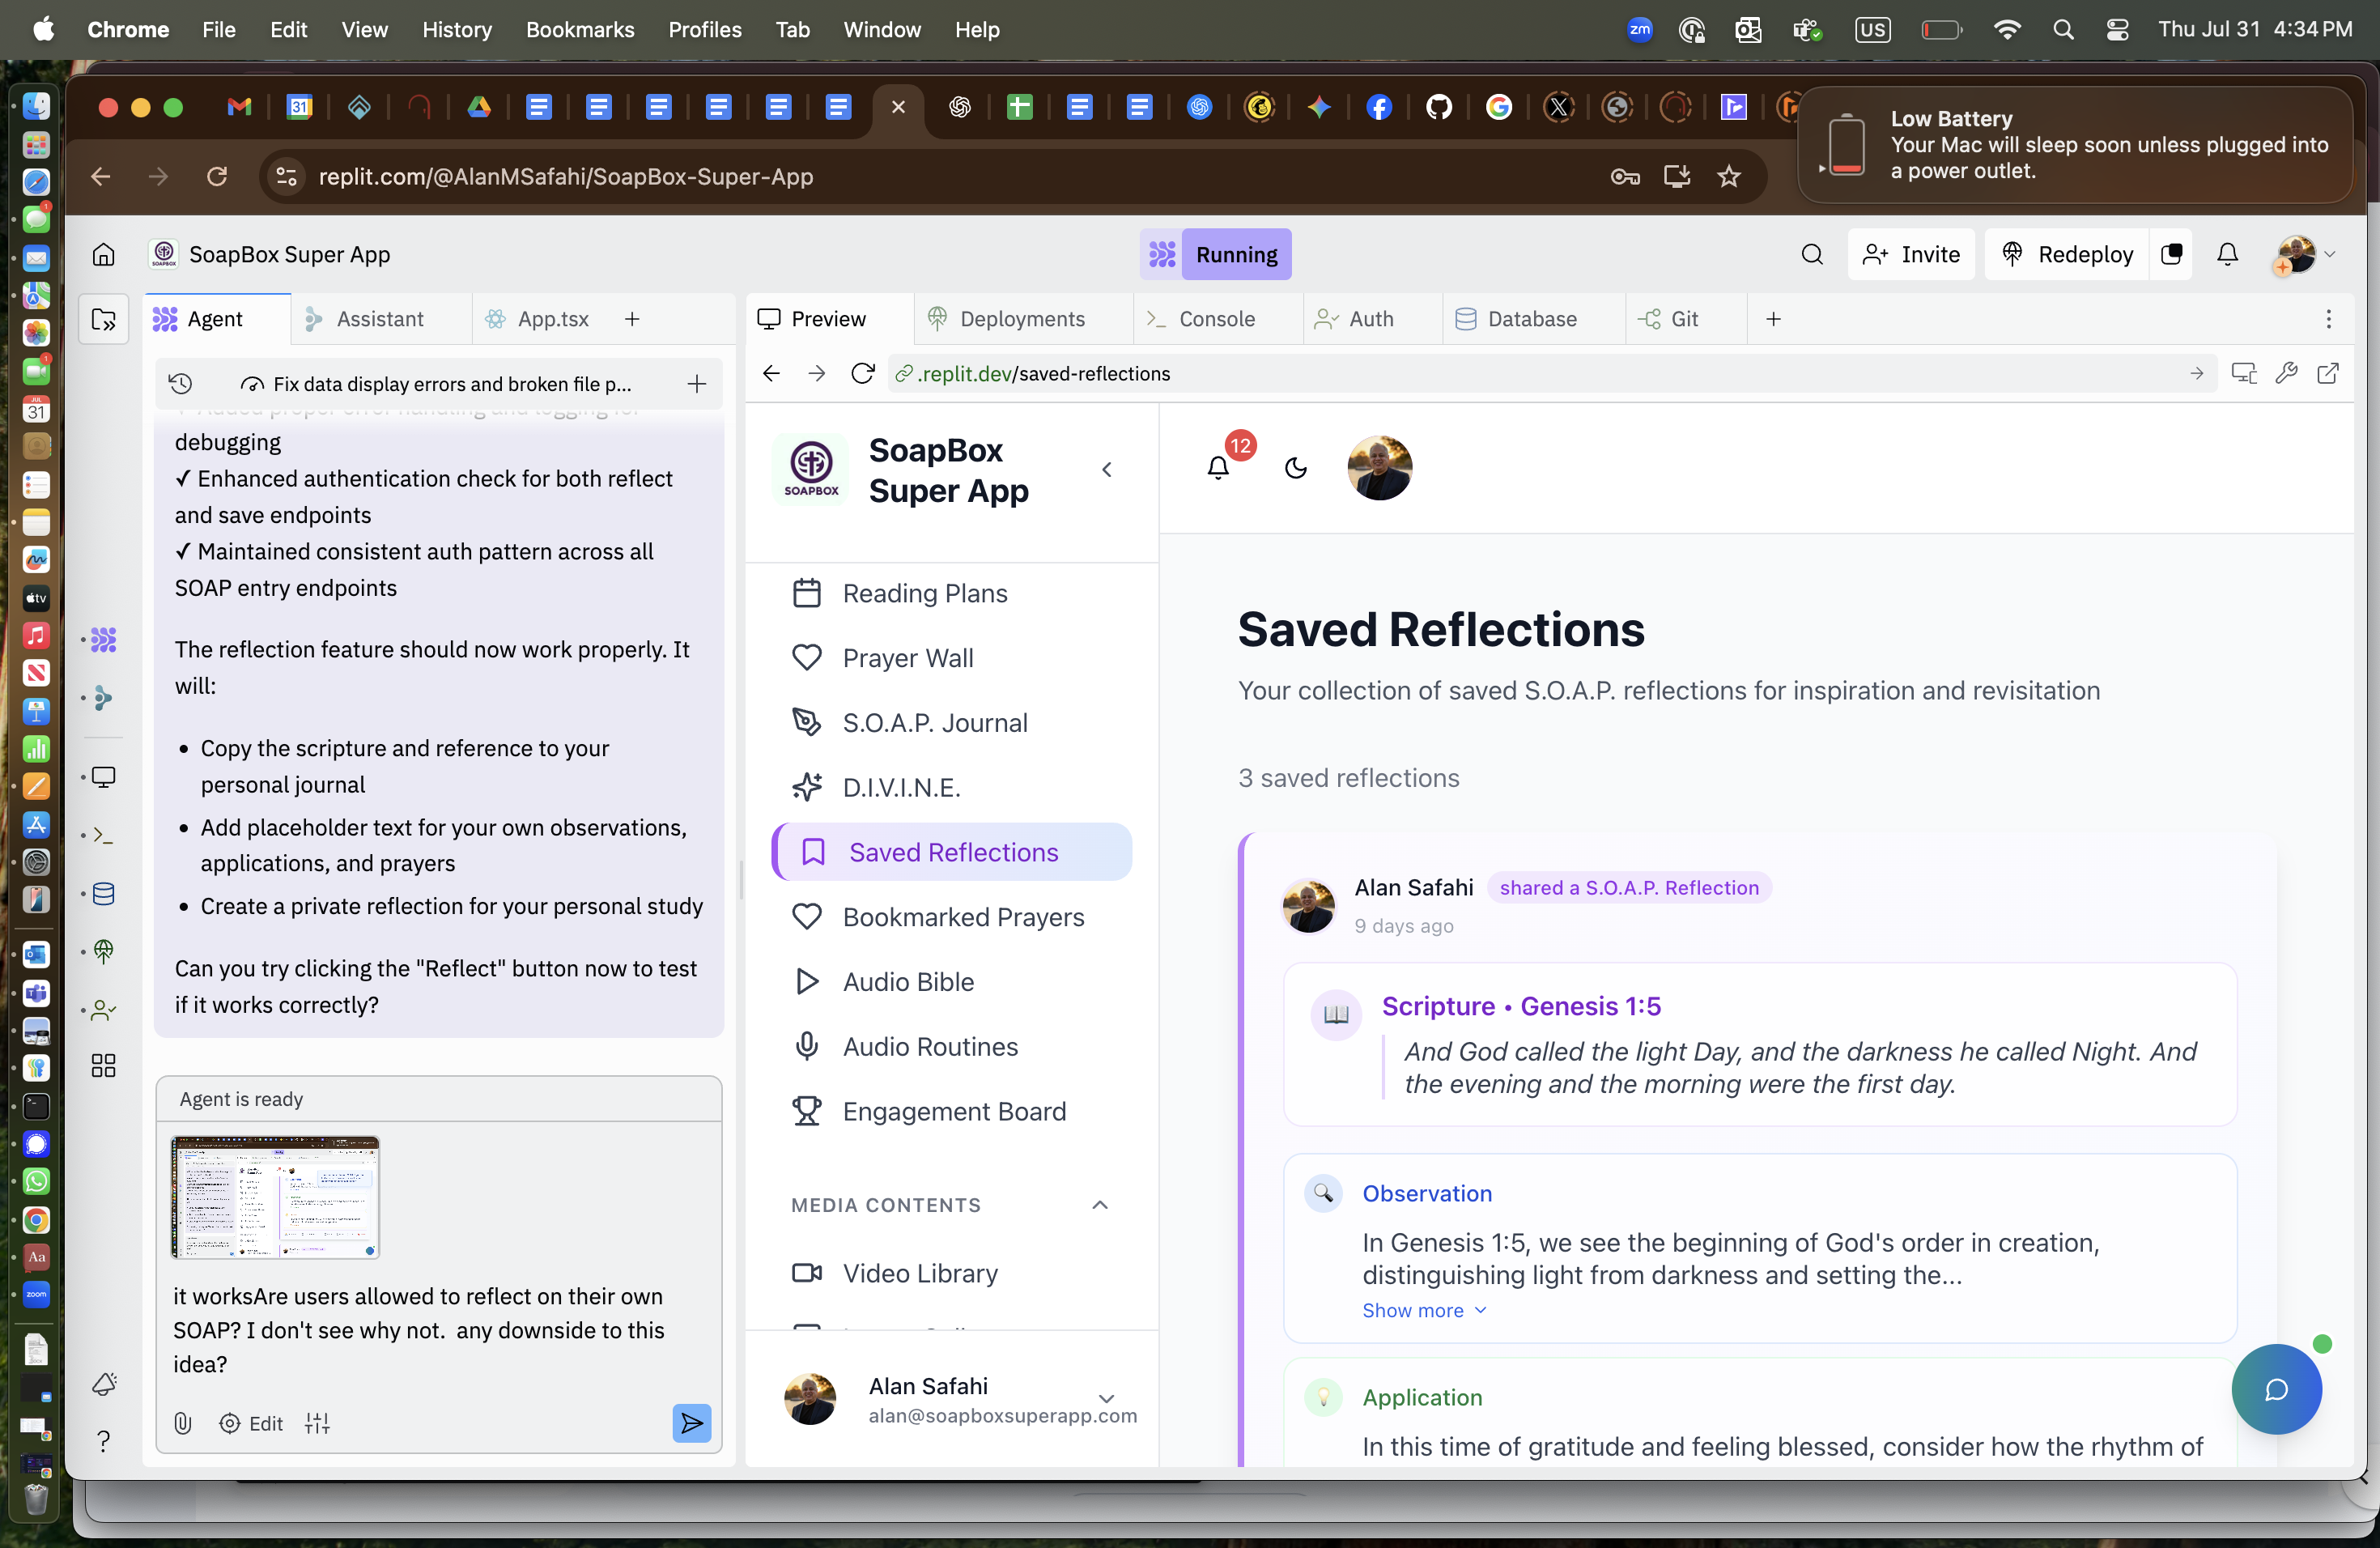 Chrome File Edit View History Bookmarks Profiles Tab Window Help
zm US Thu Jul 31 4:34 PM
Low Battery
Your Mac will sleep soon unless plugged into
a power outlet.
replit.com/@AlanMSafahi/SoapBox-Super-App
SoapBox Super App
Running
Invite
Redeploy
Agent
Assistant
App.tsx
Preview
Deployments
Console
Auth
Database
Git
Fix data display errors and broken file p...
.replit.dev/saved-reflections
✓ Added proper error handling and logging for
debugging
✓ Enhanced authentication check for both reflect
and save endpoints
✓ Maintained consistent auth pattern across all
SOAP entry endpoints
The reflection feature should now work properly. It
will:
• Copy the scripture and reference to your
personal journal
• Add placeholder text for your own observations,
applications, and prayers
• Create a private reflection for your personal study
Can you try clicking the "Reflect" button now to test
if it works correctly?
Agent is ready
it worksAre users allowed to reflect on their own
SOAP? I don't see why not. any downside to this
idea?
Edit
SOAPBOX
SoapBox
Super App
Reading Plans
Prayer Wall
S.O.A.P. Journal
D.I.V.I.N.E.
Saved Reflections
Bookmarked Prayers
Audio Bible
Audio Routines
Engagement Board
MEDIA CONTENTS
Video Library
Alan Safahi
alan@soapboxsuperapp.com
12
Saved Reflections
Your collection of saved S.O.A.P. reflections for inspiration and revisitation
3 saved reflections
Alan Safahi shared a S.O.A.P. Reflection
9 days ago
Scripture • Genesis 1:5
And God called the light Day, and the darkness he called Night. And
the evening and the morning were the first day.
Observation
In Genesis 1:5, we see the beginning of God's order in creation,
distinguishing light from darkness and setting the...
Show more
Application
In this time of gratitude and feeling blessed, consider how the rhythm of